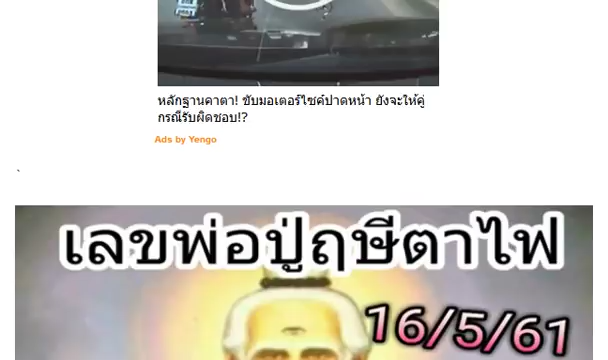 หลักฐานคาตา! ขับมอเตอร์ไซค์ปาดหน้า ยังจะให้คู่
กรณีรับผิดชอบ!?
Ads by Yengo
เลขพ่อปู่ฤษีตาไฟ
16/5/61